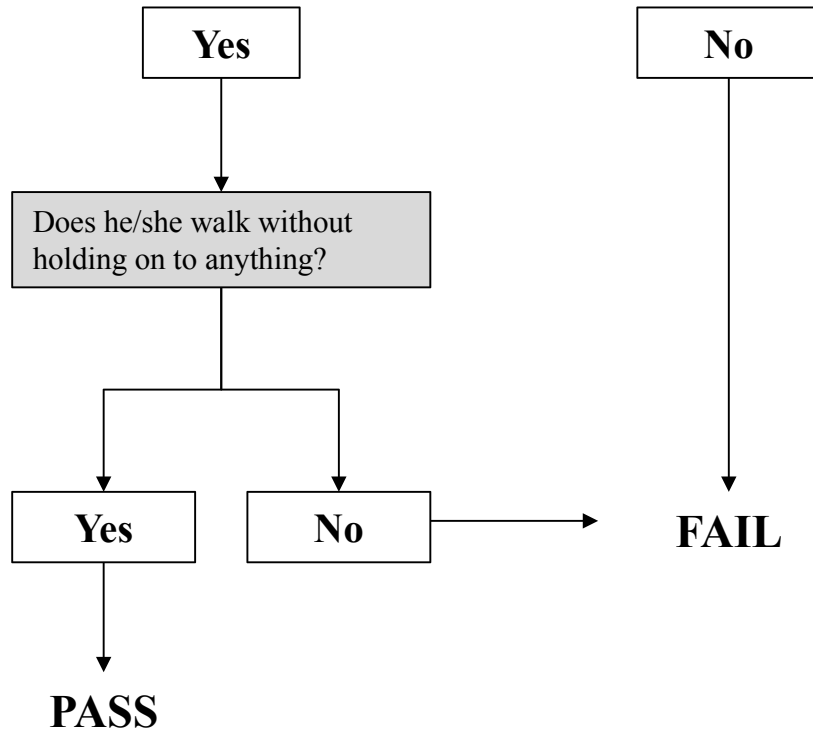 Yes
No
Does he/she walk without
holding on to anything?
Yes
No
FAIL
PASS